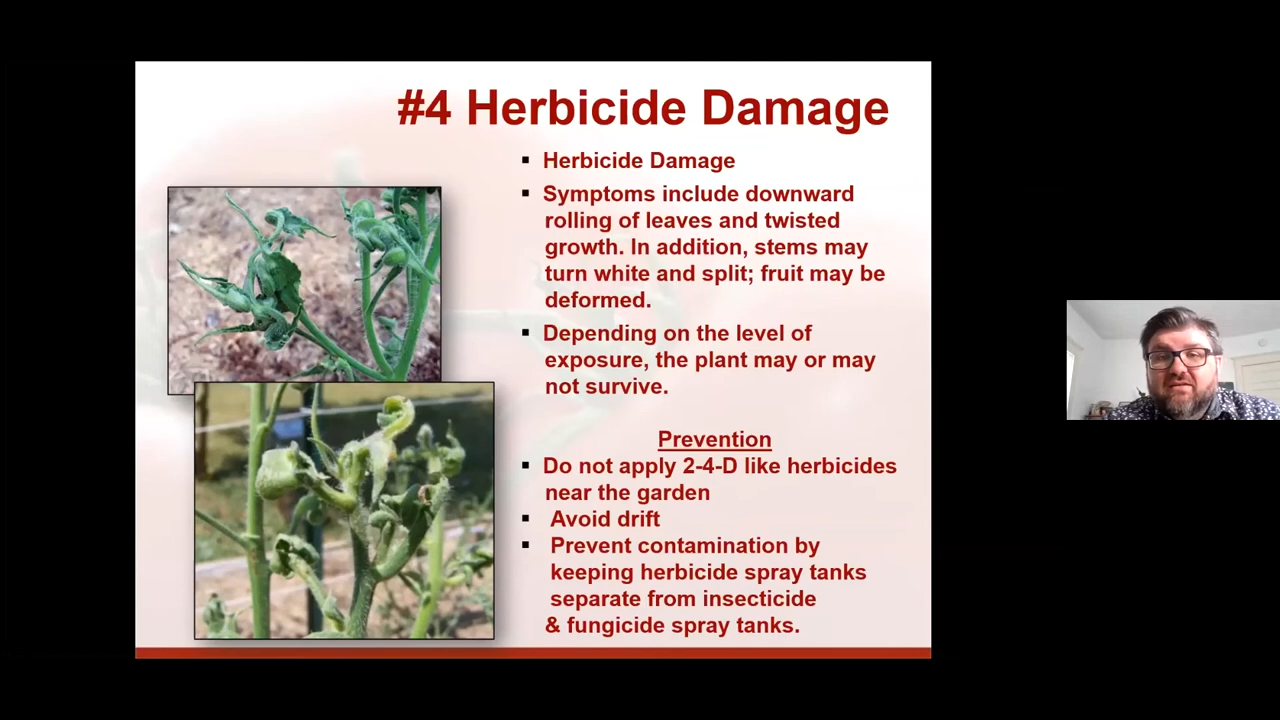 #4 Herbicide Damage
▪ Herbicide Damage
▪ Symptoms include downward
rolling of leaves and twisted
growth. In addition, stems may
turn white and split; fruit may be
deformed.
▪ Depending on the level of
exposure, the plant may or may
not survive.
Prevention
▪ Do not apply 2-4-D like herbicides
near the garden
▪ Avoid drift
▪ Prevent contamination by
keeping herbicide spray tanks
separate from insecticide
& fungicide spray tanks.